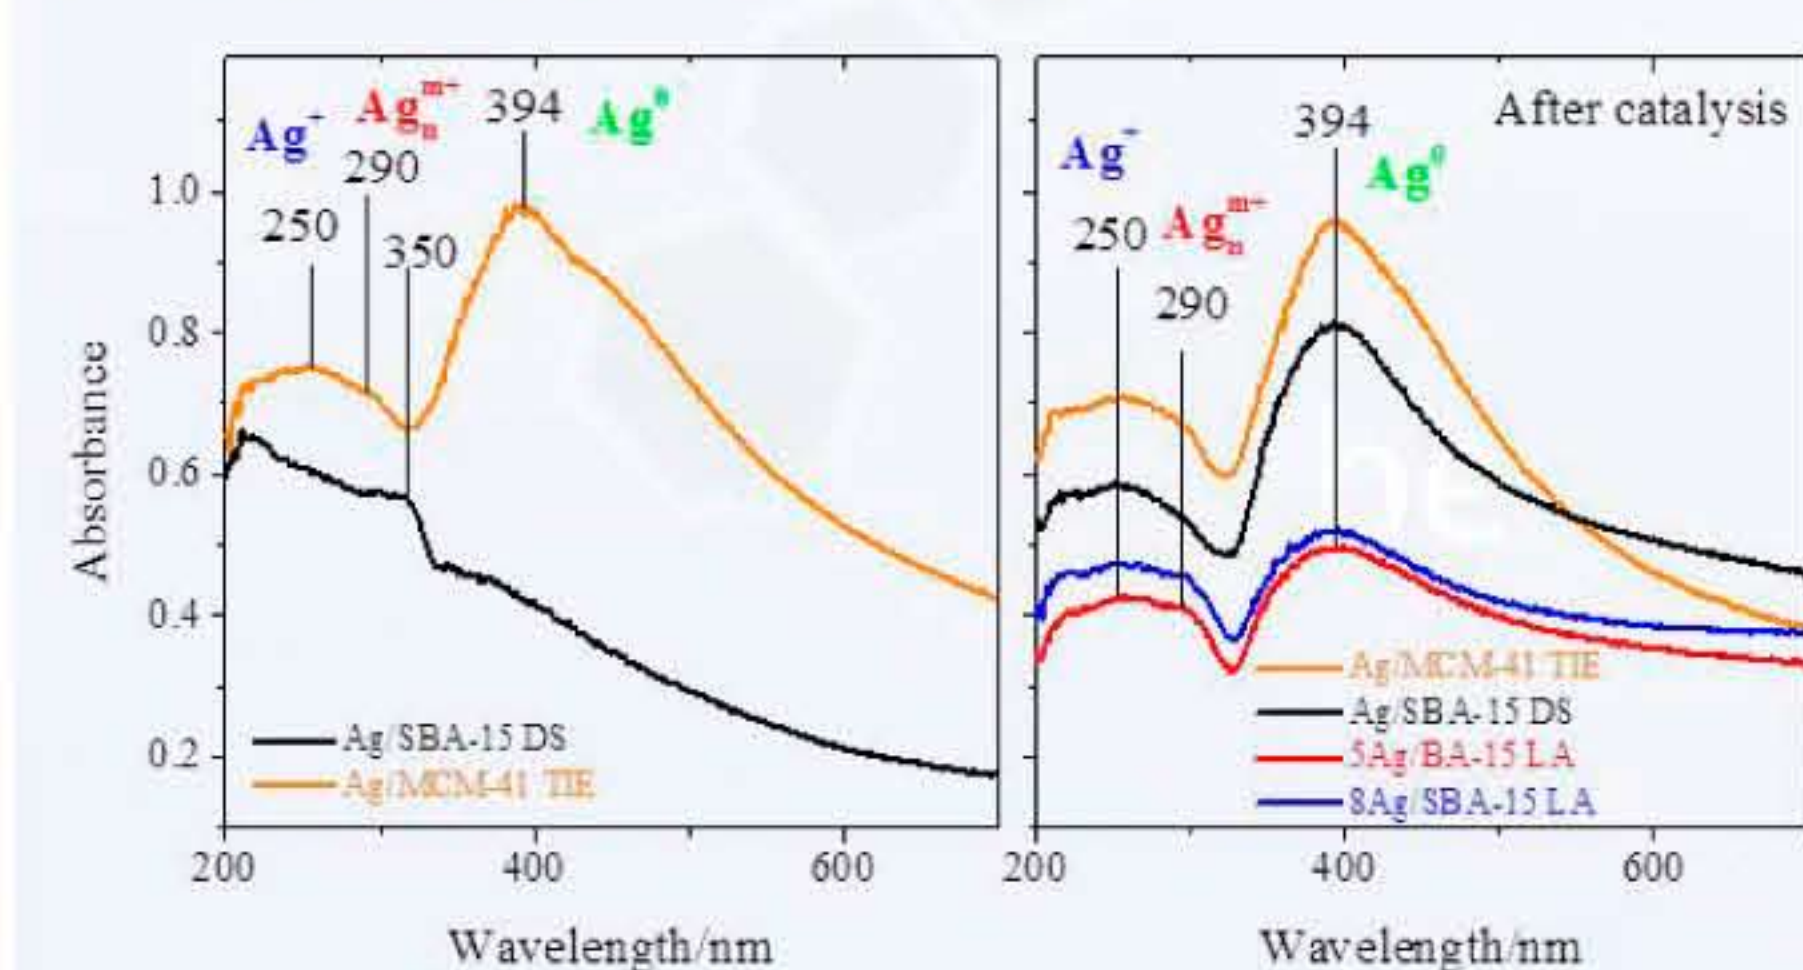 Ag⁺
Agₙᵐ⁺
394
Ag⁰
290
250
350
1.0
0.8
0.6
0.4
0.2
Absorbance
Ag/SBA-15 DS
Ag/MCM-41 TIE
200
400
600
Wavelength/nm
After catalysis
394
Ag⁺
Ag⁰
250
Agₙᵐ⁺
290
Ag/MCM-41 TIE
Ag/SBA-15 DS
5Ag/BA-15 LA
8Ag/SBA-15 LA
200
400
600
Wavelength/nm